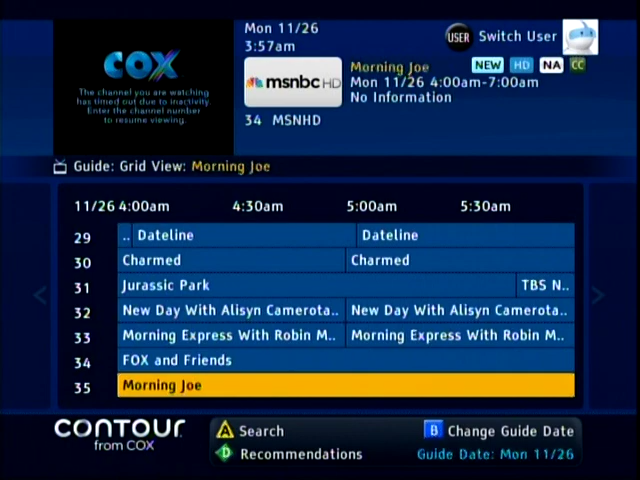 COX
The channel you are watching
has timed out due to inactivity.
Enter the channel number
to resume viewing.
Mon 11/26
3:57am
USER Switch User
msnbc HD
Morning Joe
NEW HD NA CC
Mon 11/26 4:00am-7:00am
No Information
34 MSNHD
Guide: Grid View: Morning Joe
11/26 4:00am 4:30am 5:00am 5:30am
29 .. Dateline Dateline
30 Charmed Charmed
31 Jurassic Park TBS N..
32 New Day With Alisyn Camerota.. New Day With Alisyn Camerota..
33 Morning Express With Robin M.. Morning Express With Robin M..
34 FOX and Friends
35 Morning Joe
contour
from COX
A Search
B Change Guide Date
D Recommendations
Guide Date: Mon 11/26